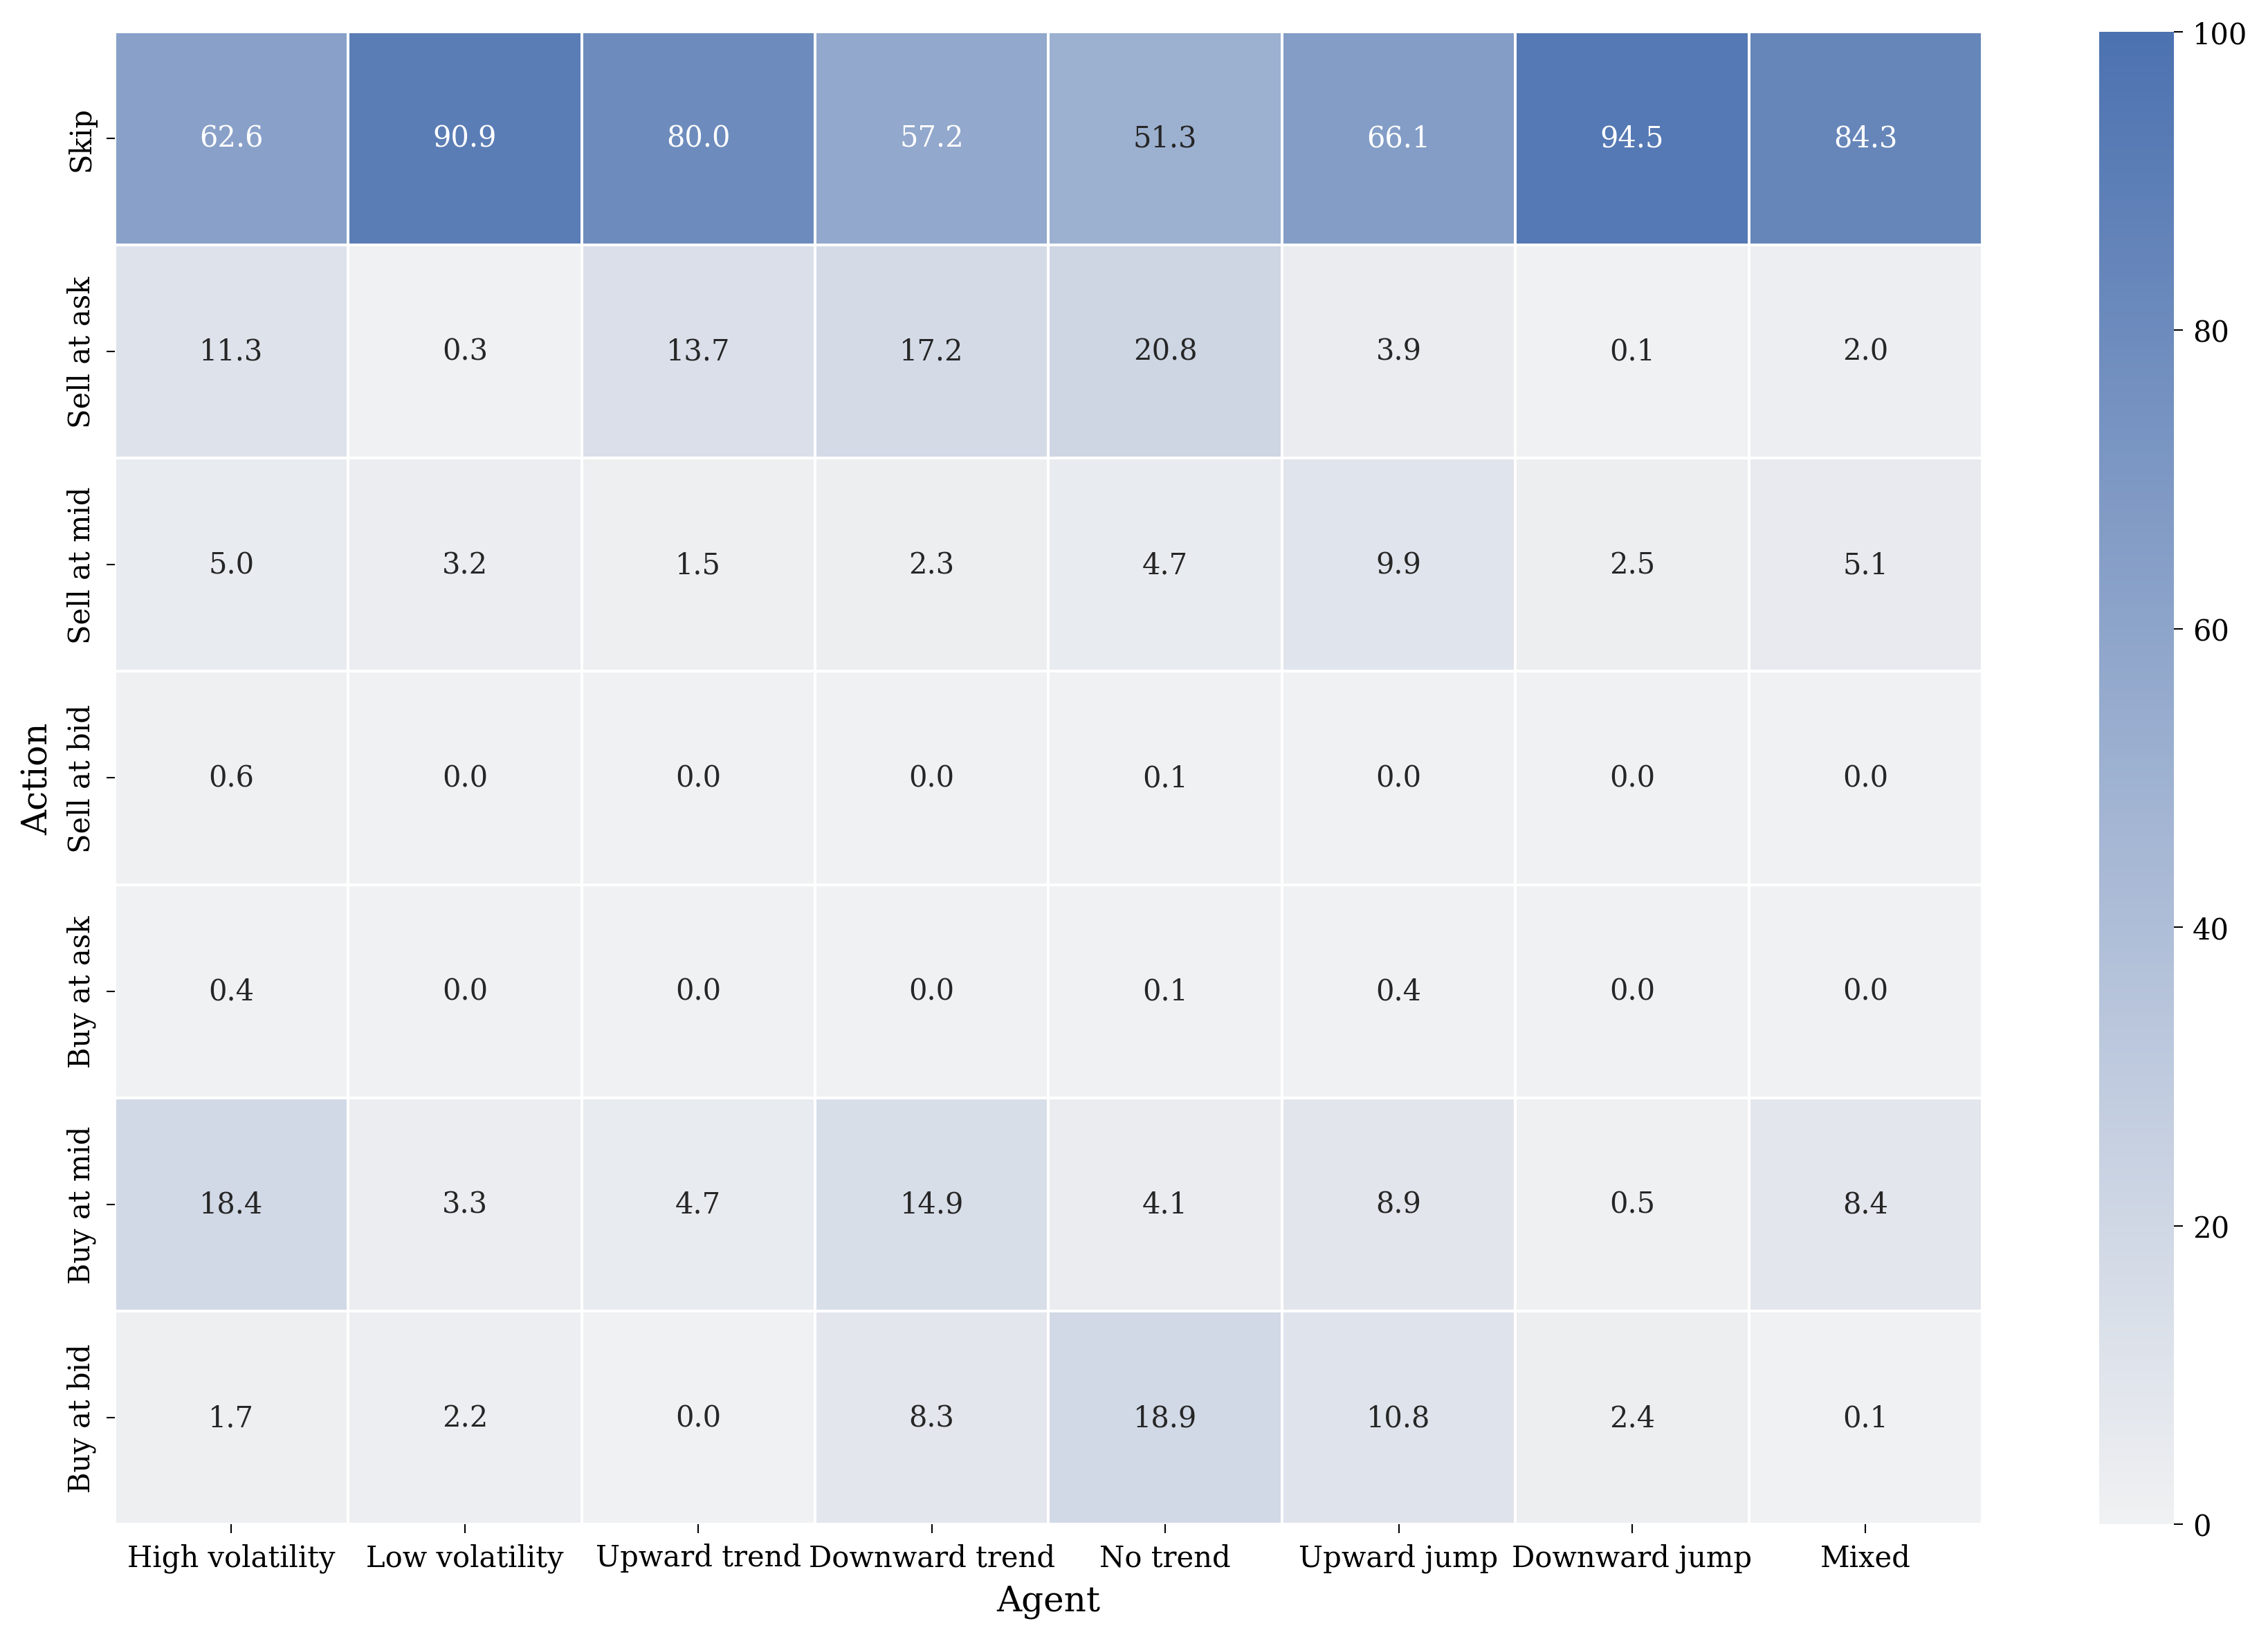 Skip 62.6 90.9 80.0 57.2 51.3 66.1 94.5 84.3
Sell at ask 11.3 0.3 13.7 17.2 20.8 3.9 0.1 2.0
Sell at mid 5.0 3.2 1.5 2.3 4.7 9.9 2.5 5.1
Sell at bid 0.6 0.0 0.0 0.0 0.1 0.0 0.0 0.0
Buy at ask 0.4 0.0 0.0 0.0 0.1 0.4 0.0 0.0
Buy at mid 18.4 3.3 4.7 14.9 4.1 8.9 0.5 8.4
Buy at bid 1.7 2.2 0.0 8.3 18.9 10.8 2.4 0.1
Action
High volatility Low volatility Upward trend Downward trend No trend Upward jump Downward jump Mixed
Agent
100
80
60
40
20
0